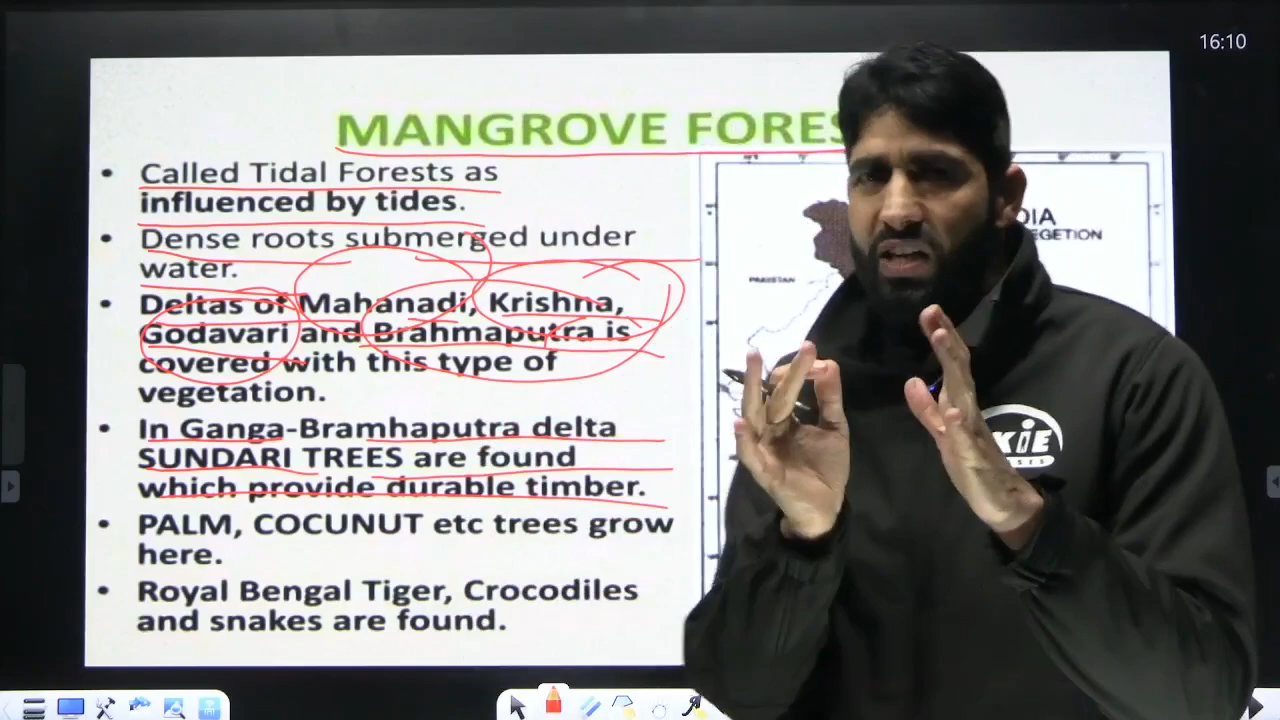 16:10
MANGROVE FORES
• Called Tidal Forests as
influenced by tides.
• Dense roots submerged under
water.
• Deltas of Mahanadi, Krishna,
Godavari and Brahmaputra is
covered with this type of
vegetation.
• In Ganga-Bramhaputra delta
SUNDARI TREES are found
which provide durable timber.
• PALM, COCUNUT etc trees grow
here.
• Royal Bengal Tiger, Crocodiles
and snakes are found.
DIA
EGETION
PAKISTAN
KIE